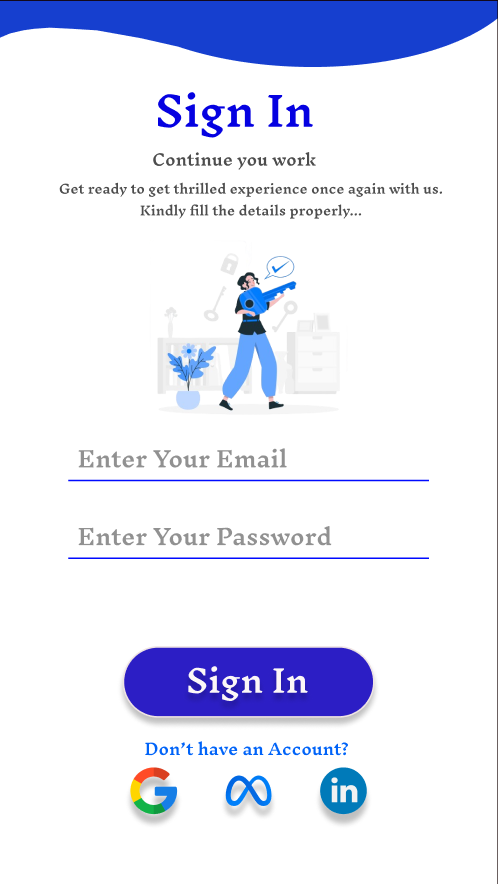 Sign In
Continue you work
Get ready to get thrilled experience once again with us.
Kindly fill the details properly...
Enter Your Email
Enter Your Password
Sign In
Don’t have an Account?
in